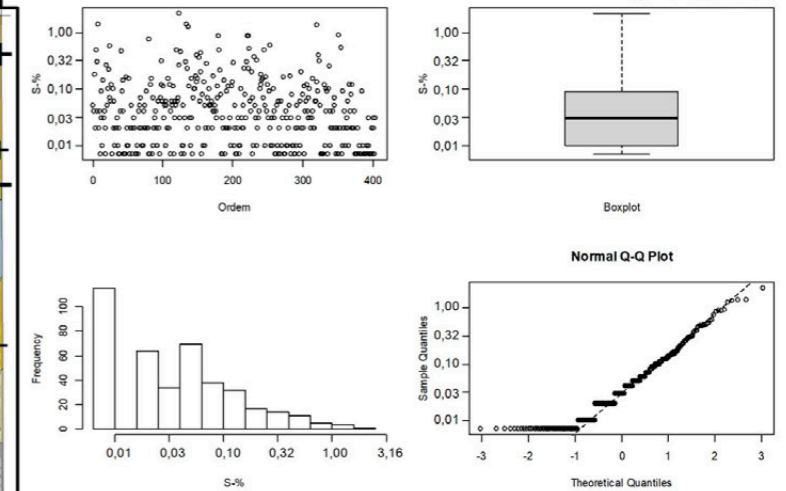 1,00
0,32
0,10
0,03
0,01
S-%
0 100 200 300 400
Ordem
1,00
0,32
0,10
0,03
0,01
S-%
Boxplot
100
80
60
40
20
0
Frequency
0,01 0,03 0,10 0,32 1,00 3,16
S-%
Normal Q-Q Plot
1,00
0,32
0,10
0,03
0,01
Sample Quantiles
-3 -2 -1 0 1 2 3
Theoretical Quantiles